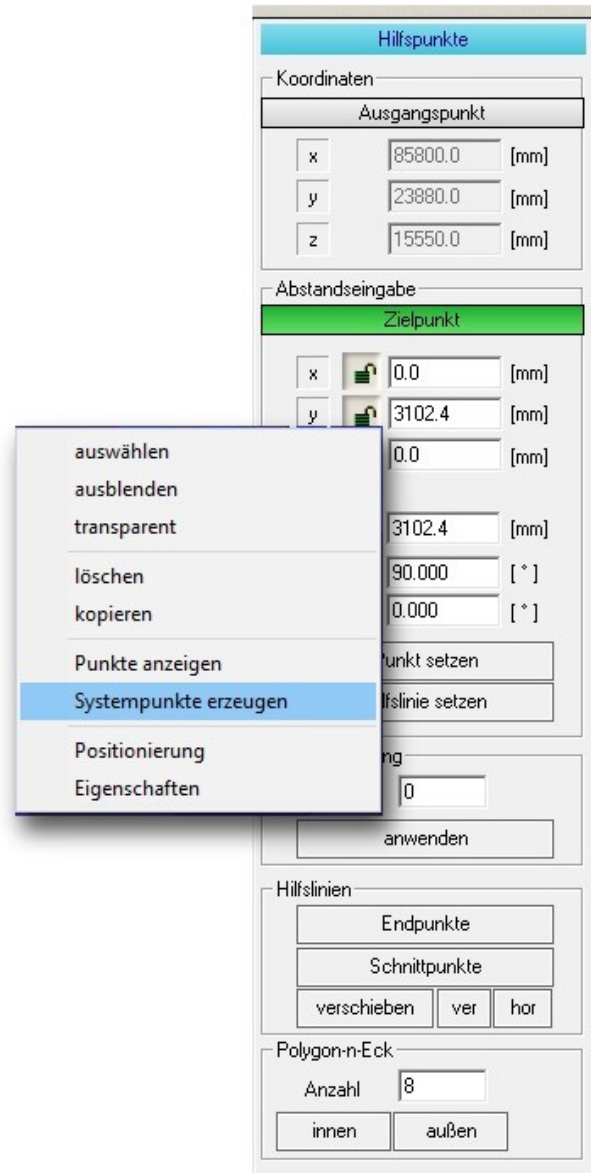 Hilfspunkte
Koordinaten
Ausgangspunkt
x 85800.0 [mm]
y 23880.0 [mm]
z 15550.0 [mm]
Abstandseingabe
Zielpunkt
x 0.0 [mm]
y 3102.4 [mm]
0.0 [mm]
3102.4 [mm]
90.000 [ ° ]
0.000 [ ° ]
setzen
setzen
0
anwenden
auswählen
ausblenden
transparent
löschen
kopieren
Punkte anzeigen
Systempunkte erzeugen
Positionierung
Eigenschaften
Hilfslinien
Endpunkte
Schnittpunkte
verschieben ver hor
Polygon-n-Eck
Anzahl 8
innen außen